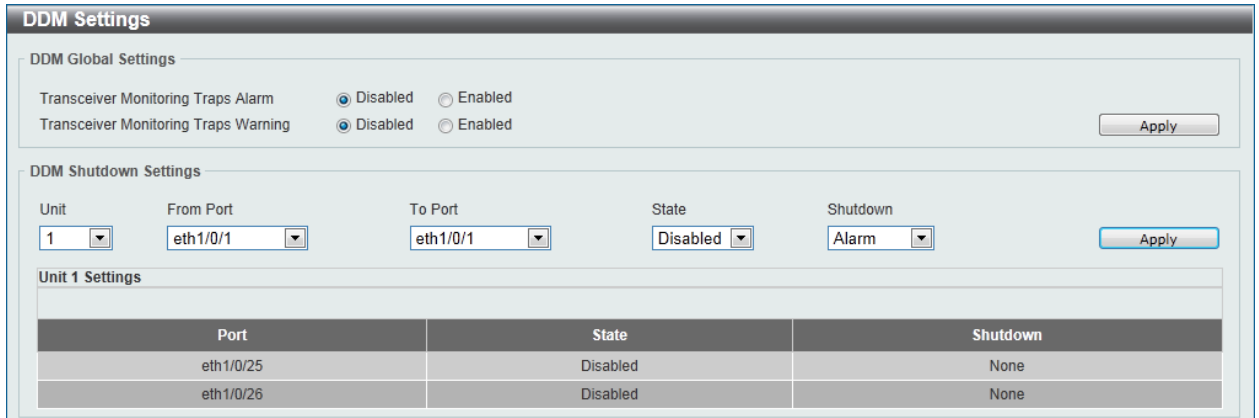 DDM Settings
DDM Global Settings
Transceiver Monitoring Traps Alarm Disabled Enabled
Transceiver Monitoring Traps Warning Disabled Enabled Apply
DDM Shutdown Settings
Unit From Port To Port State Shutdown
1 eth1/0/1 eth1/0/1 Disabled Alarm Apply
Unit 1 Settings
Port State Shutdown
eth1/0/25 Disabled None
eth1/0/26 Disabled None